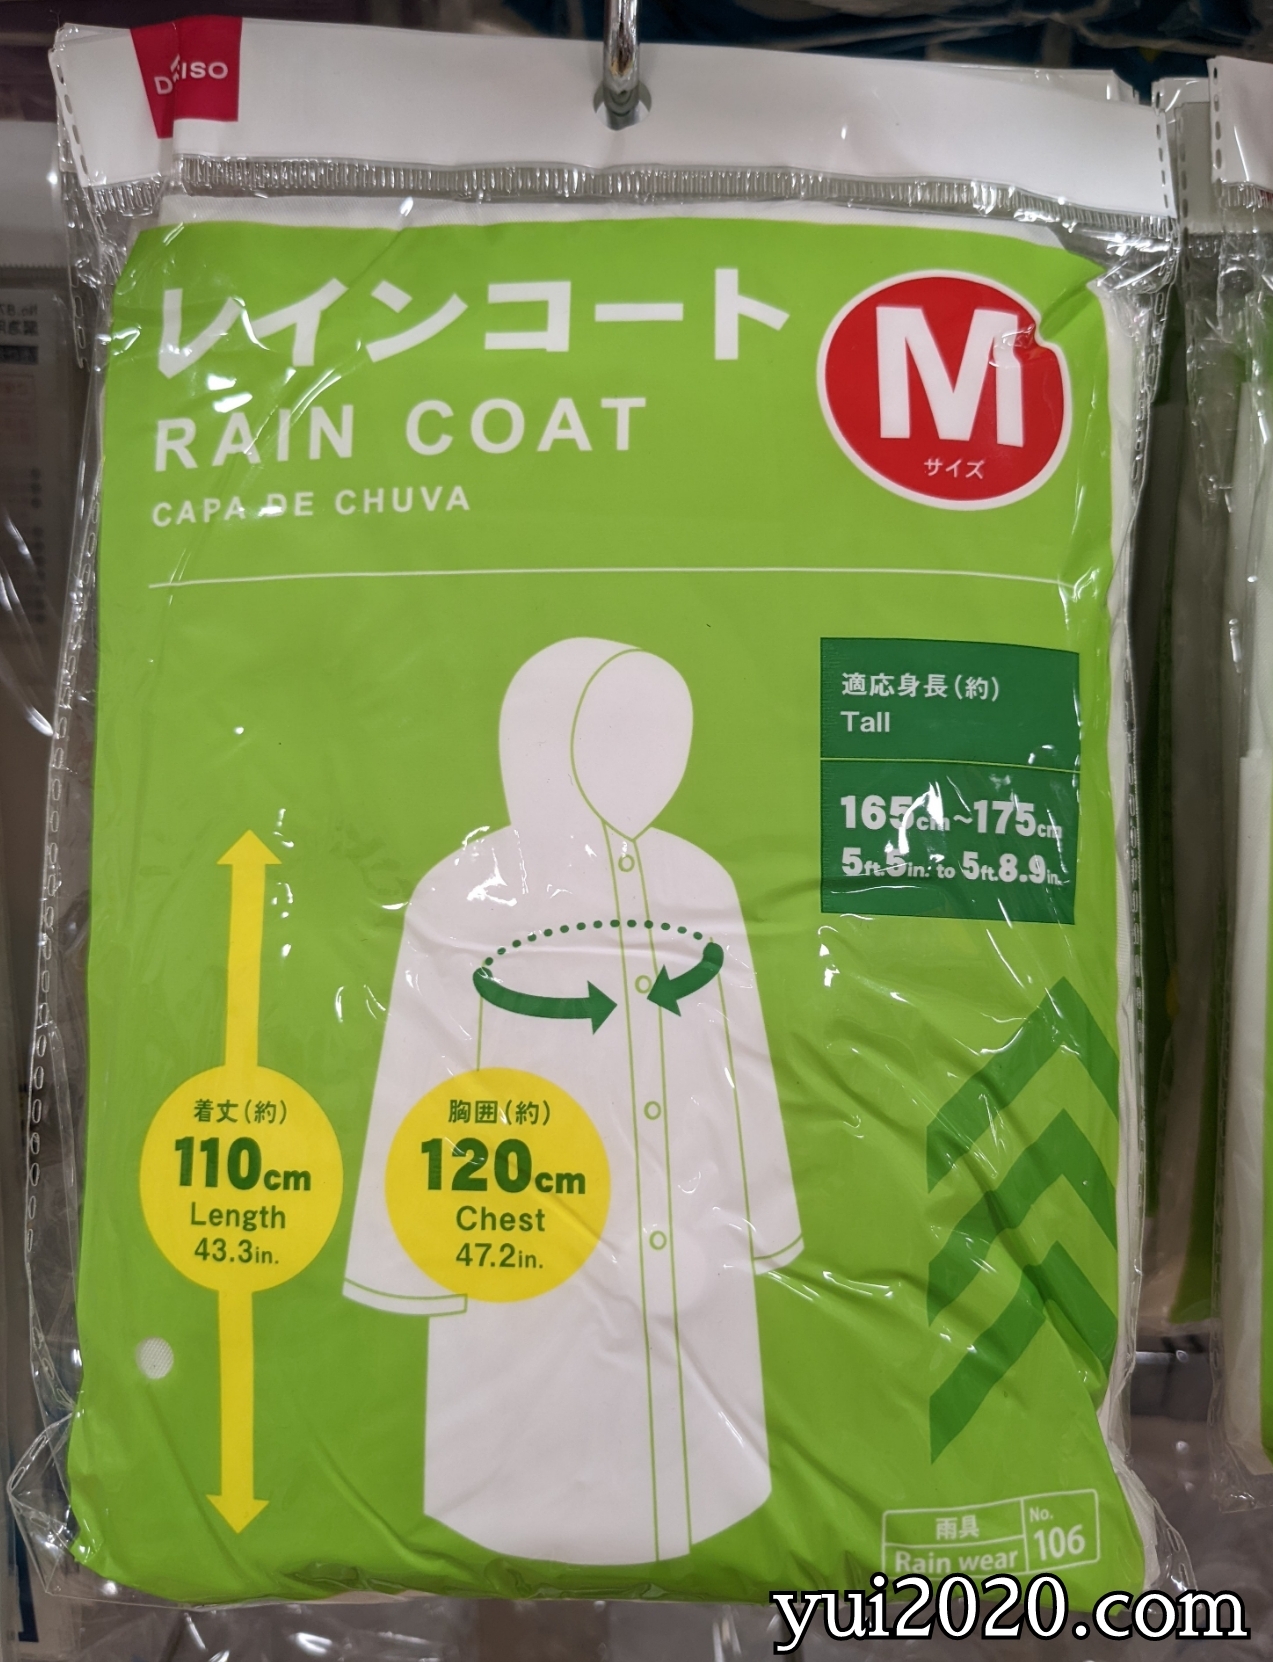 DAISO
レインコート
RAIN COAT
CAPA DE CHUVA
M
サイズ
適応身長(約)
Tall
165cm~175cm
5ft.5in. to 5ft.8.9in.
着丈(約)
110cm
Length
43.3in.
胸囲(約)
120cm
Chest
47.2in.
雨具
Rain wear
No.
106
yui2020.com